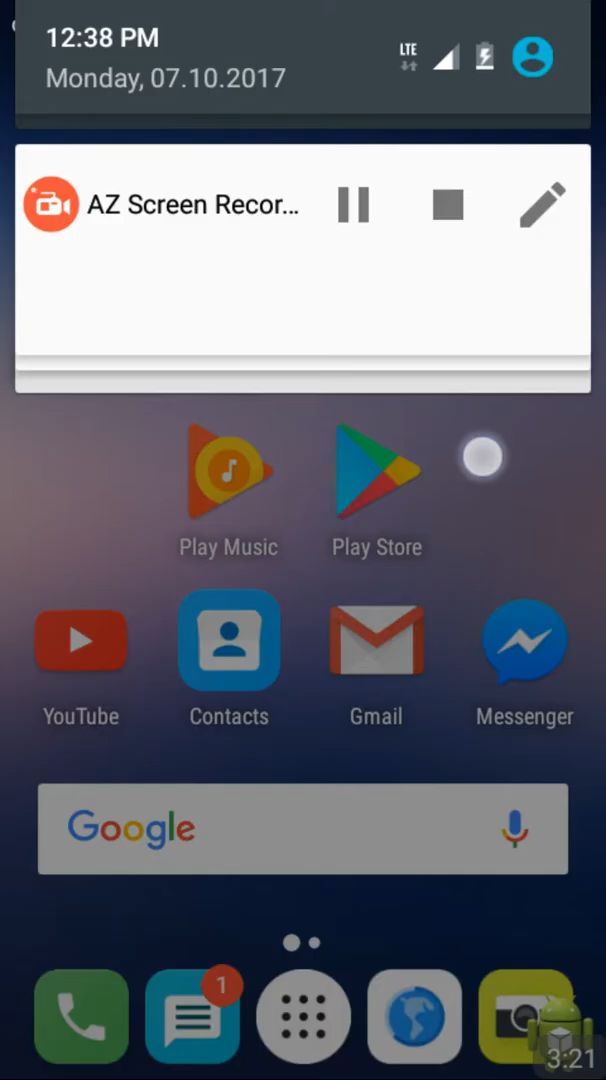 12:38 PM
LTE
Monday, 07.10.2017
AZ Screen Recor...
Play Music
Play Store
YouTube
Contacts
Gmail
Messenger
Google
1
3:21